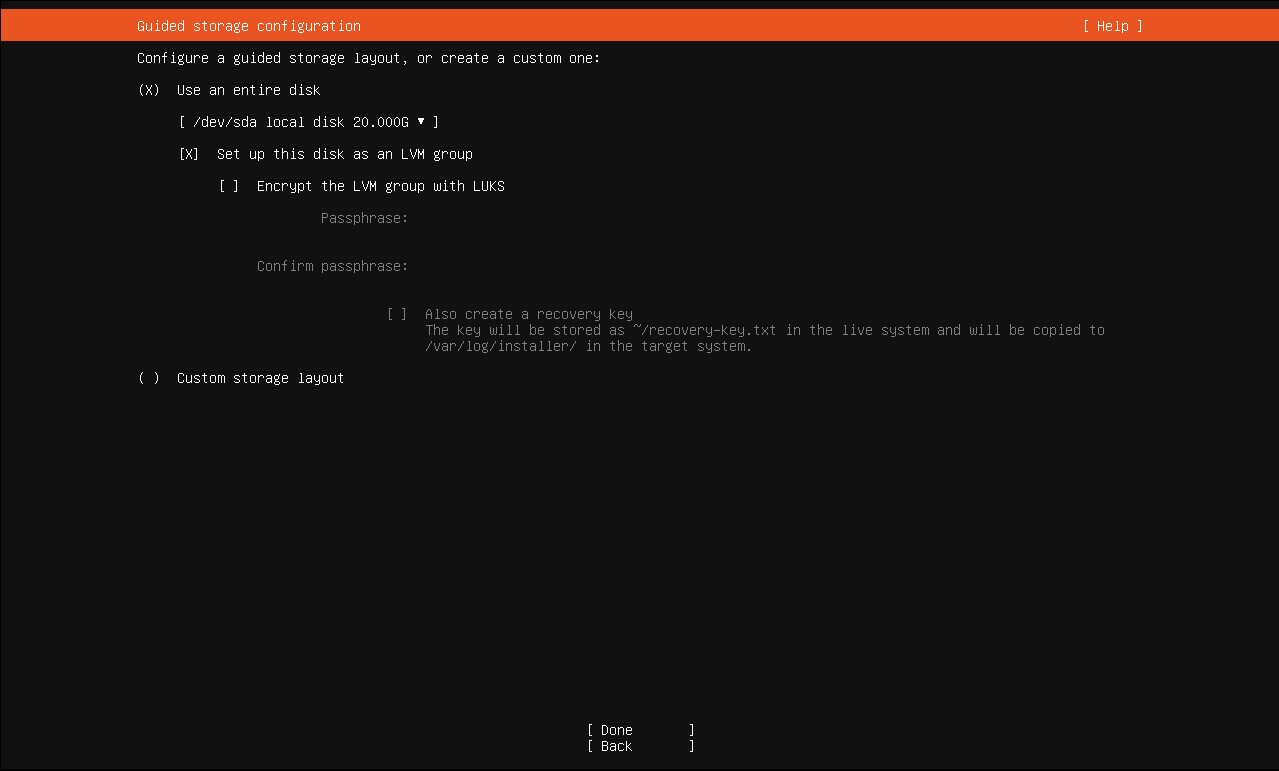 Guided storage configuration [ Help ]
Configure a guided storage layout, or create a custom one:
(X) Use an entire disk
[ /dev/sda local disk 20.000G ▾ ]
[X] Set up this disk as an LVM group
[ ] Encrypt the LVM group with LUKS
Passphrase:
Confirm passphrase:
[ ] Also create a recovery key
The key will be stored as ~/recovery-key.txt in the live system and will be copied to
/var/log/installer/ in the target system.
( ) Custom storage layout
[ Done ]
[ Back ]